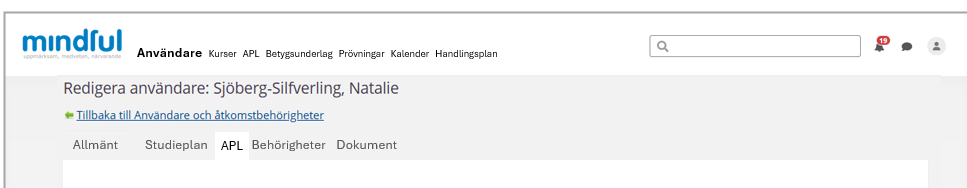 mindful
uppmärksam, medveten, närvarande
Användare Kurser APL Betygsunderlag Prövningar Kalender Handlingsplan
19
Redigera användare: Sjöberg-Silfverling, Natalie
Tillbaka till Användare och åtkomstbehörigheter
Allmänt Studieplan APL Behörigheter Dokument